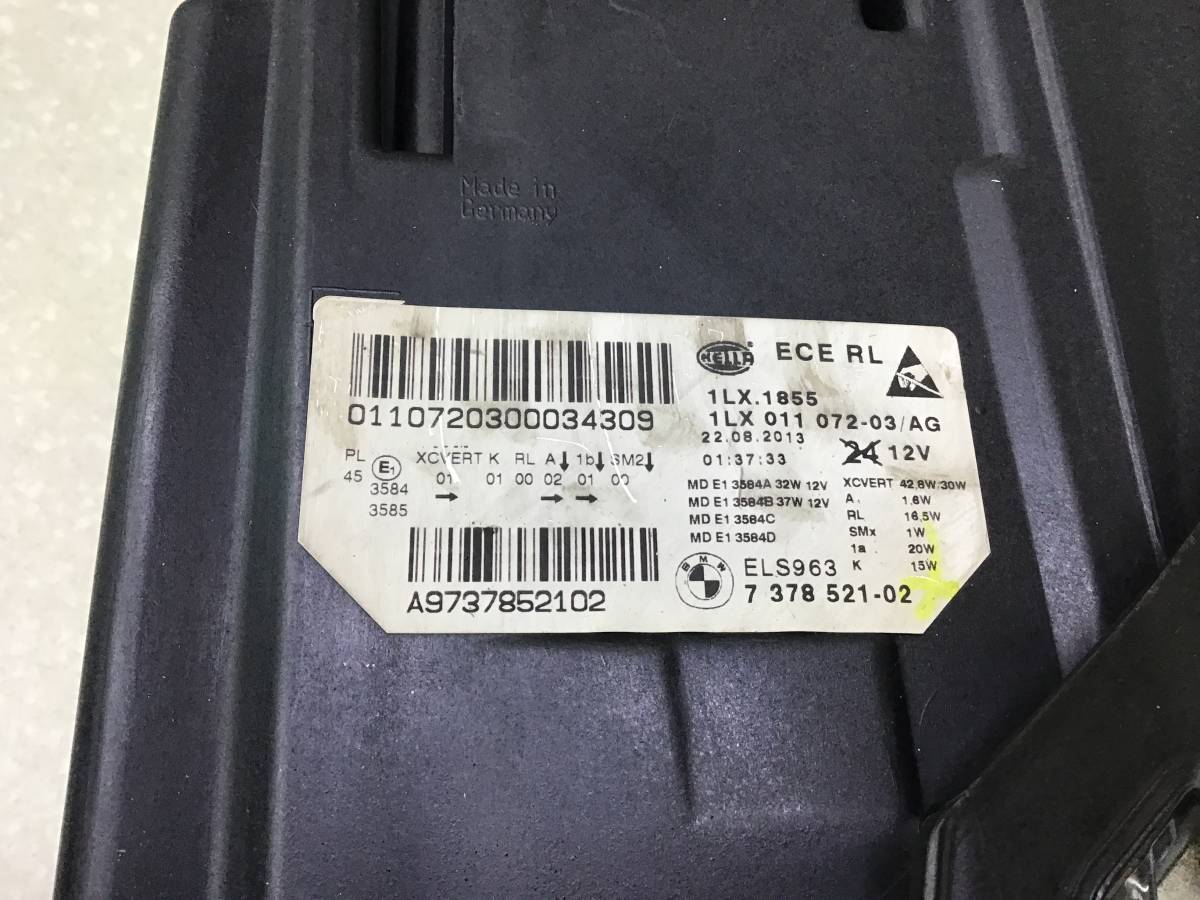 Made in
Germany
HELLA ECE RL
1LX.1855
0110720300034309
1LX 011 072-03/AG
22.08.2013
01:37:33
24 12V
PL XCVERT K RL A 1b SM2
45 E1 01 01 00 02 01 00
3584
3585
MD E1 3584A 32W 12V XCVERT 42,8W/30W
MD E1 3584B 37W 12V A 1,6W
MD E1 3584C RL 16,5W
MD E1 3584D SMx 1W
1a 20W
BMW ELS963 K 15W
A9737852102
7 378 521-02